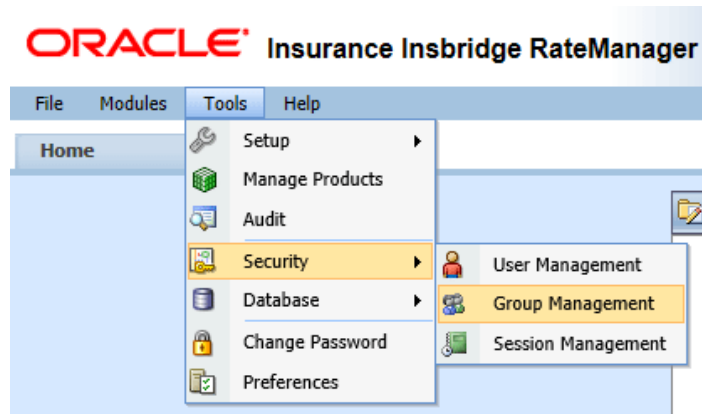 ORACLE Insurance Insbridge RateManager
File Modules Tools Help
Home
Setup
Manage Products
Audit
Security
Database
Change Password
Preferences
User Management
Group Management
Session Management